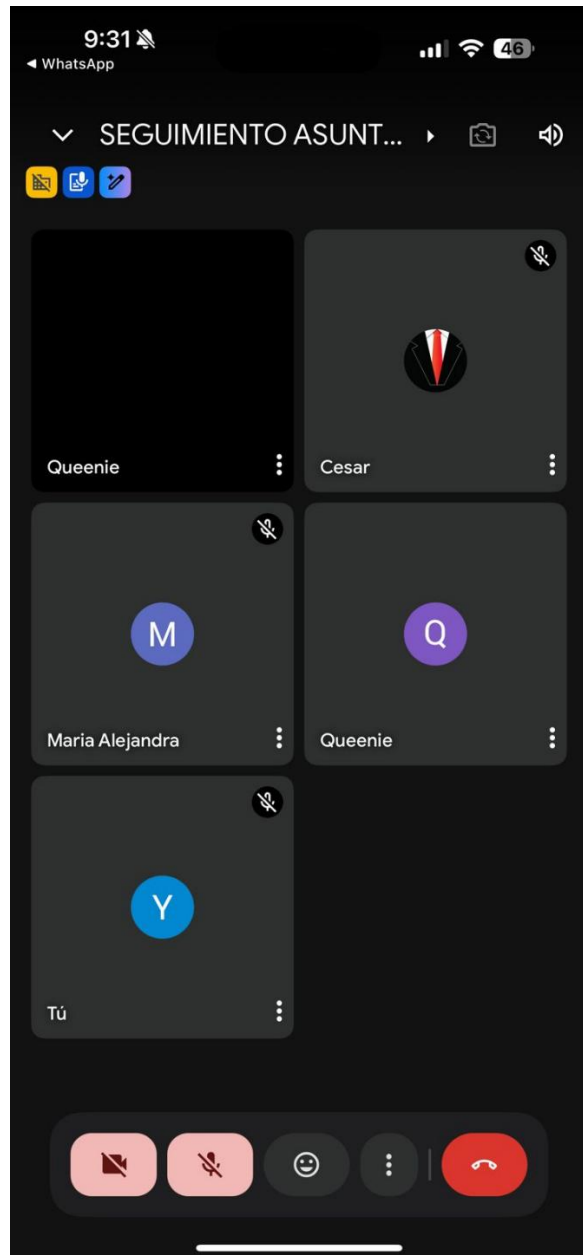 9:31
46
WhatsApp
SEGUIMIENTO ASUNT...
Queenie
Cesar
M
Q
Maria Alejandra
Queenie
Y
Tú